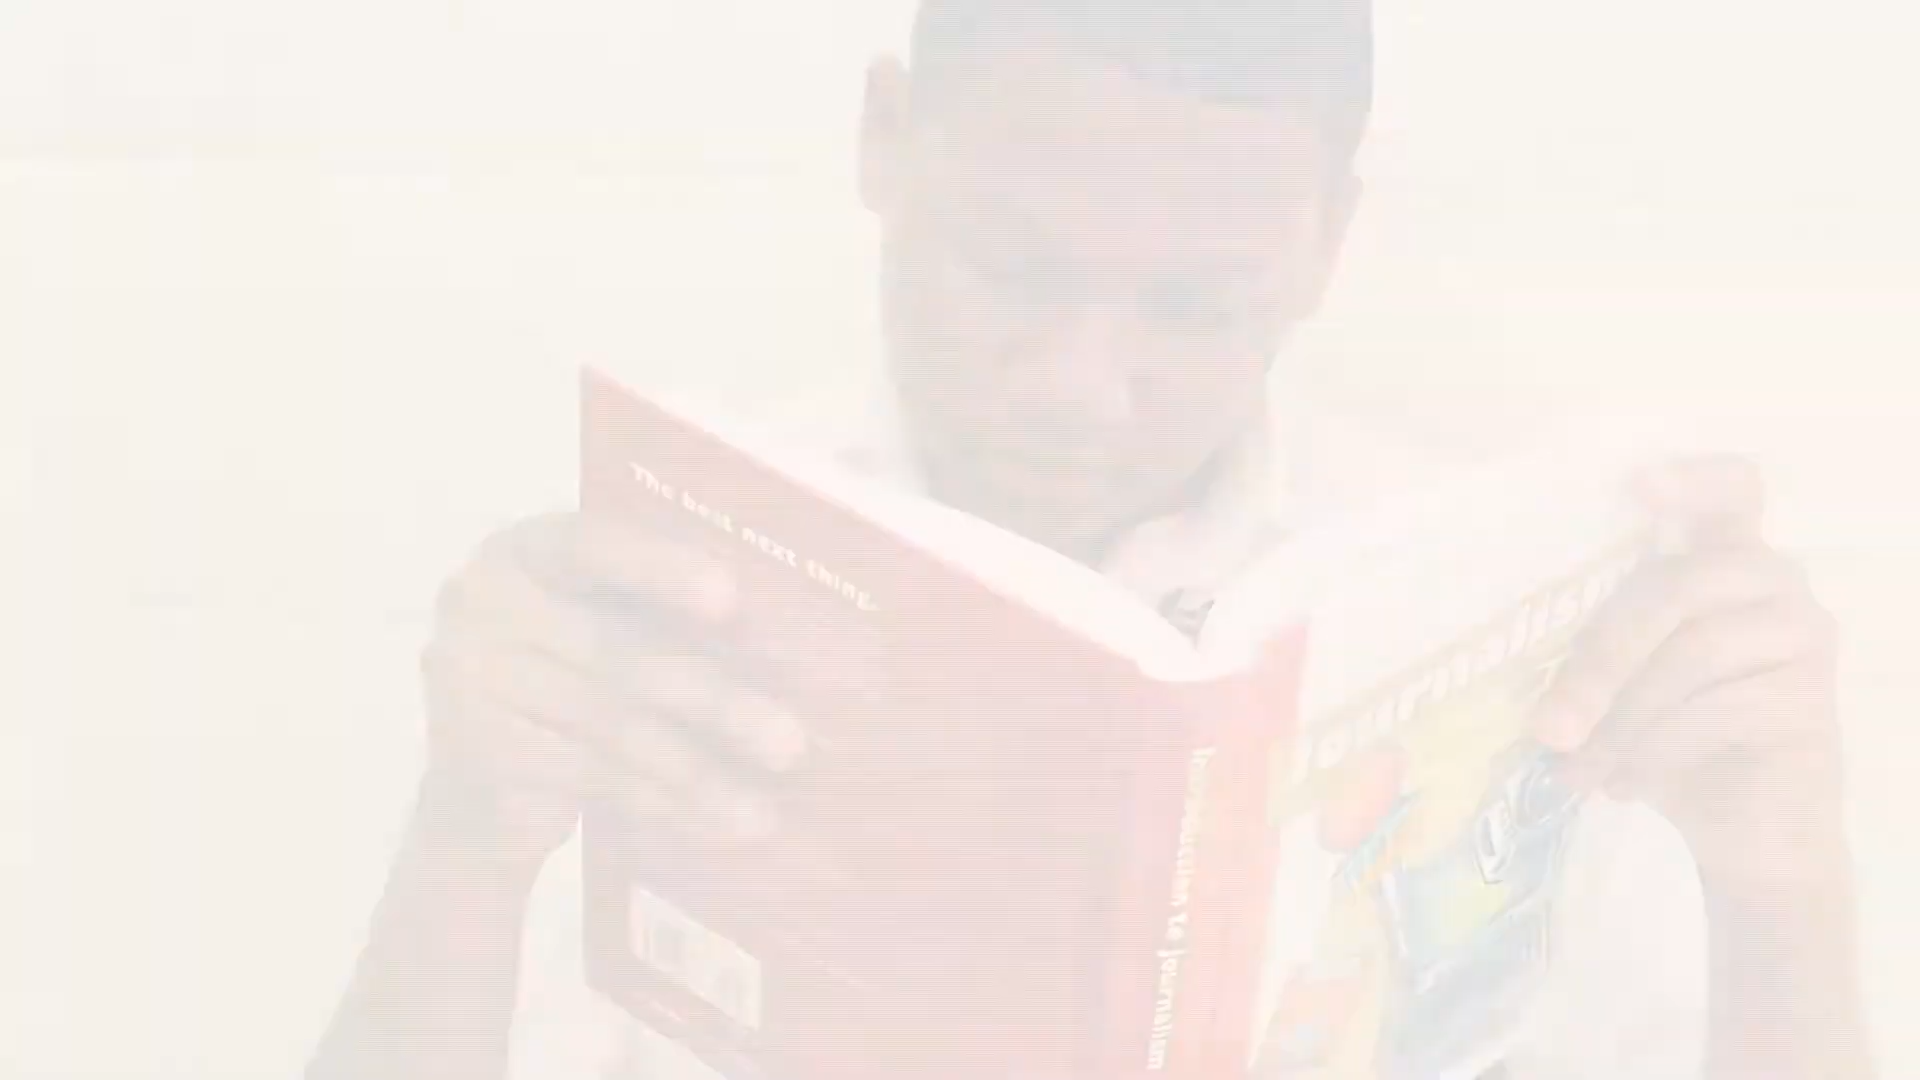 The best next thing.
Introduction to Journalism
Journalism